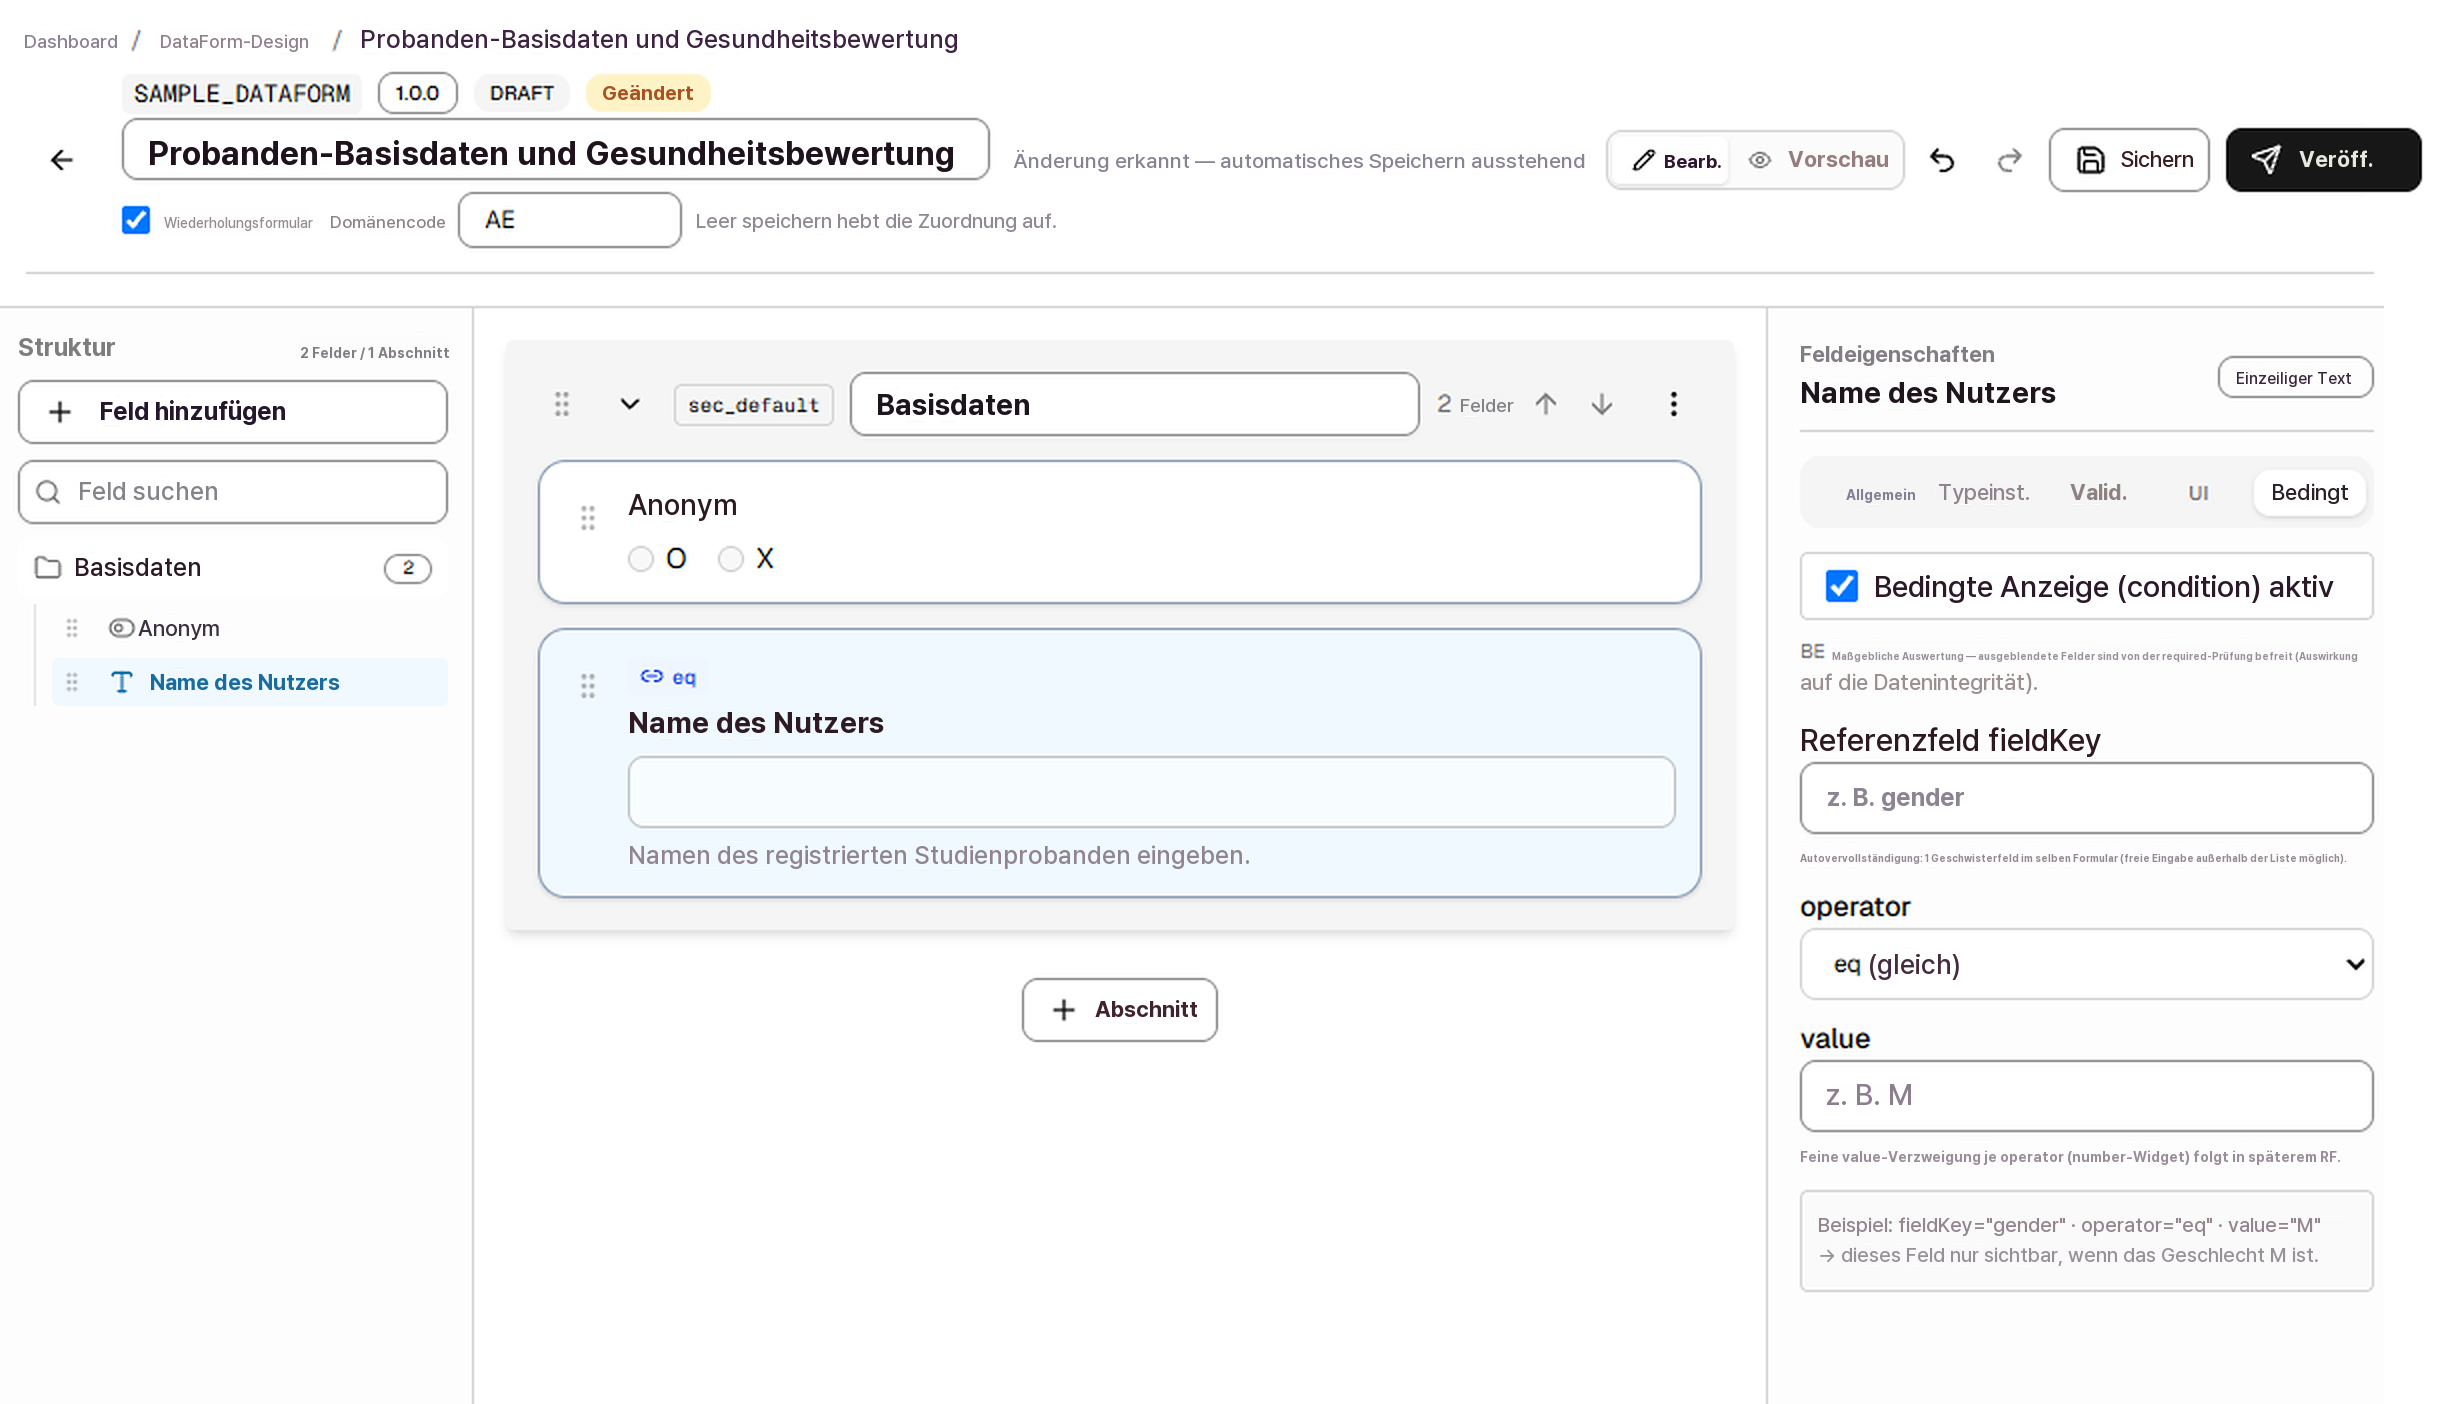 Dashboard / DataForm-Design / Probanden-Basisdaten und Gesundheitsbewertung
SAMPLE_DATAFORM 1.0.0 DRAFT Geändert
Probanden-Basisdaten und Gesundheitsbewertung
Änderung erkannt — automatisches Speichern ausstehend
Bearb. Vorschau
Sichern
Veröff.
Wiederholungsformular Domänencode AE Leer speichern hebt die Zuordnung auf.
Struktur
2 Felder / 1 Abschnitt
Feld hinzufügen
Feld suchen
Basisdaten 2
Anonym
Name des Nutzers
sec_default Basisdaten 2 Felder
Anonym
O X
eq
Name des Nutzers
Namen des registrierten Studienprobanden eingeben.
Abschnitt
Feldeigenschaften
Name des Nutzers
Einzeiliger Text
Allgemein Typeinst. Valid. UI Bedingt
Bedingte Anzeige (condition) aktiv
BE Maßgebliche Auswertung — ausgeblendete Felder sind von der required-Prüfung befreit (Auswirkung
auf die Datenintegrität).
Referenzfeld fieldKey
z. B. gender
Autovervollständigung: 1 Geschwisterfeld im selben Formular (freie Eingabe außerhalb der Liste möglich).
operator
eq (gleich)
value
z. B. M
Feine value-Verzweigung je operator (number-Widget) folgt in späterem RF.
Beispiel: fieldKey="gender" · operator="eq" · value="M"
→ dieses Feld nur sichtbar, wenn das Geschlecht M ist.